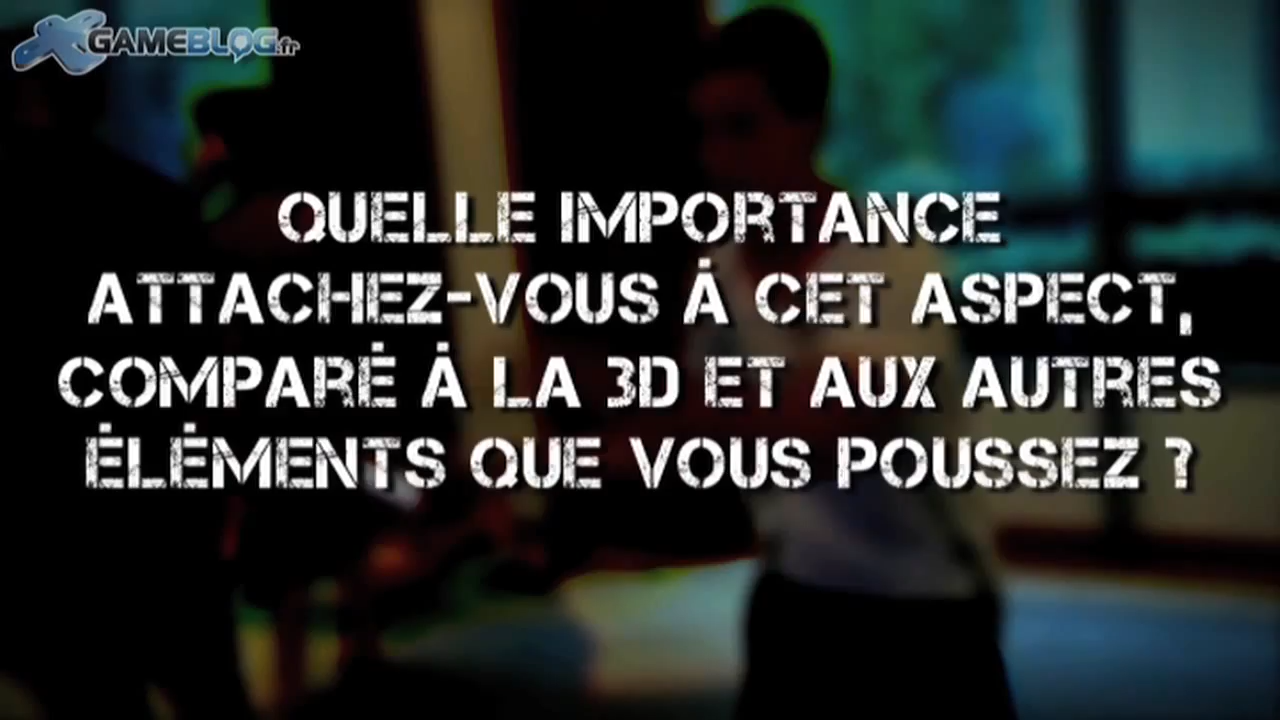 GAMEBLOG.fr
QUELLE IMPORTANCE
ATTACHEZ-VOUS À CET ASPECT,
COMPARÉ À LA 3D ET AUX AUTRES
ÉLÉMENTS QUE VOUS POUSSEZ ?